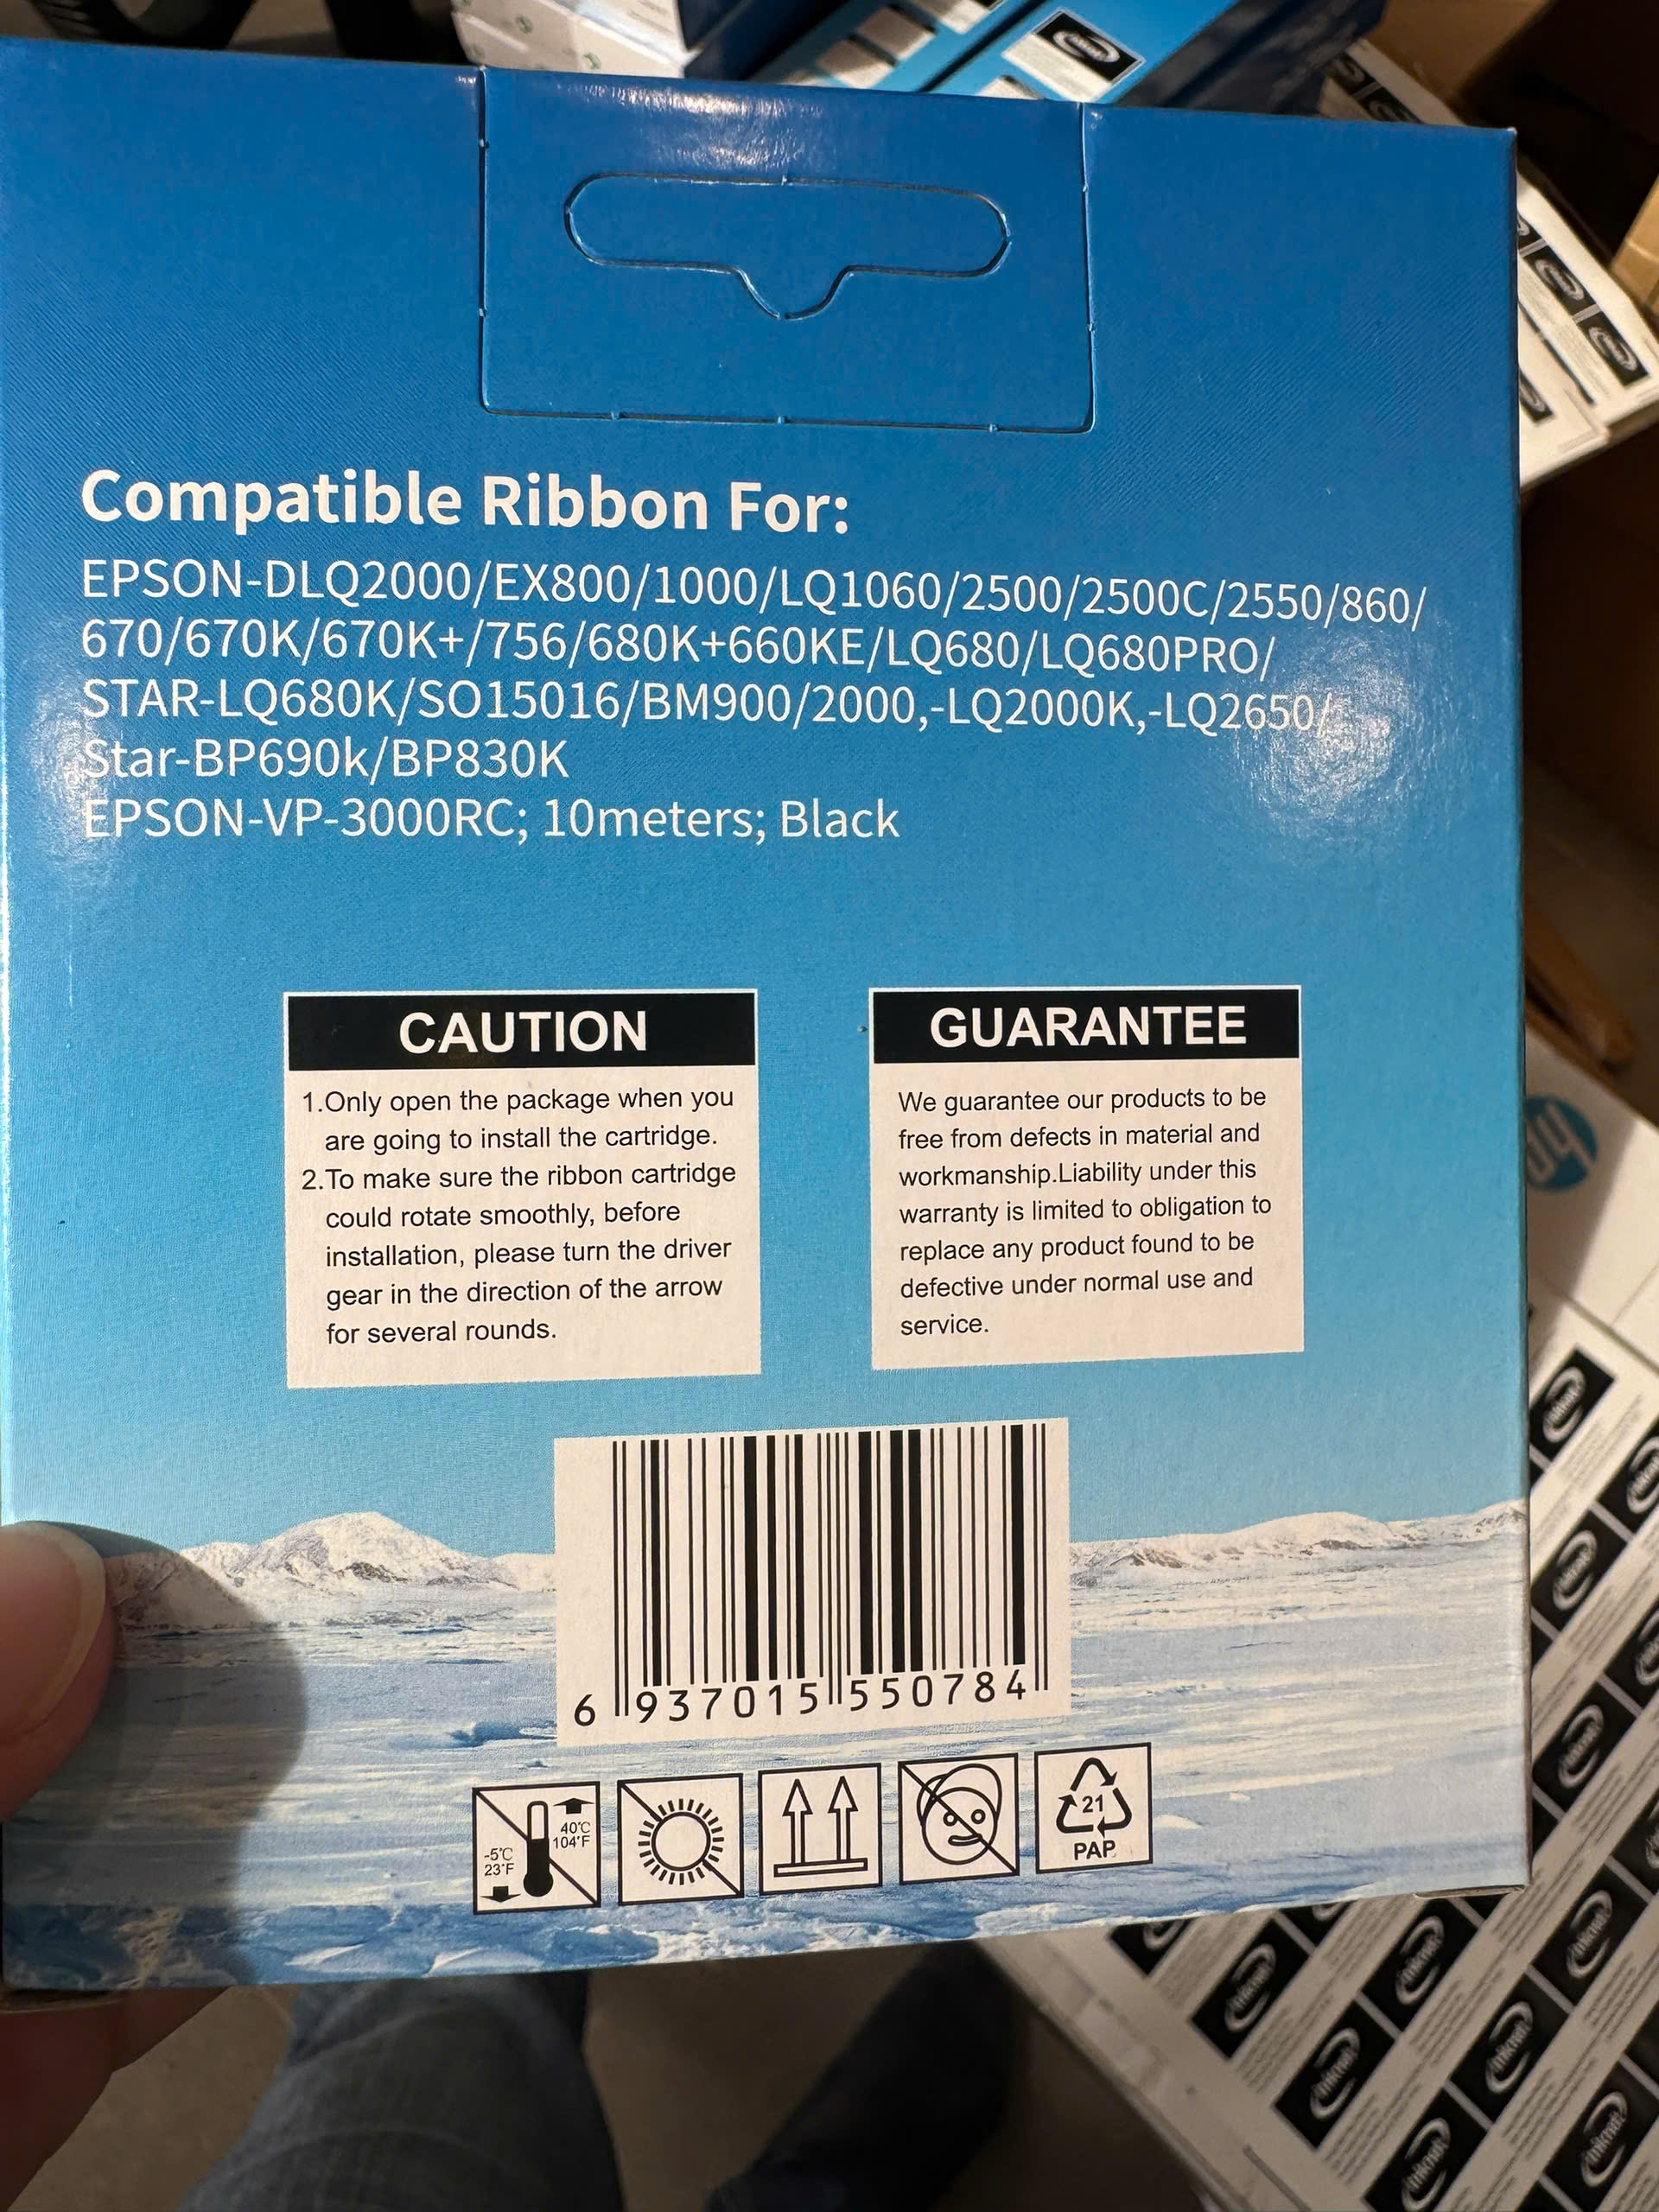 Compatible Ribbon For:
EPSON-DLQ2000/EX800/1000/LQ1060/2500/2500C/2550/860/
670/670K/670K+/756/680K+660KE/LQ680/LQ680PRO/
STAR-LQ680K/SO15016/BM900/2000,-LQ2000K,-LQ2650/
Star-BP690k/BP830K
EPSON-VP-3000RC; 10meters; Black
CAUTION
1.Only open the package when you
are going to install the cartridge.
2.To make sure the ribbon cartridge
could rotate smoothly, before
installation, please turn the driver
gear in the direction of the arrow
for several rounds.
GUARANTEE
We guarantee our products to be
free from defects in material and
workmanship.Liability under this
warranty is limited to obligation to
replace any product found to be
defective under normal use and
service.
6 937015 550784
40°C
104°F
-5°C
23°F
21
PAP
hp